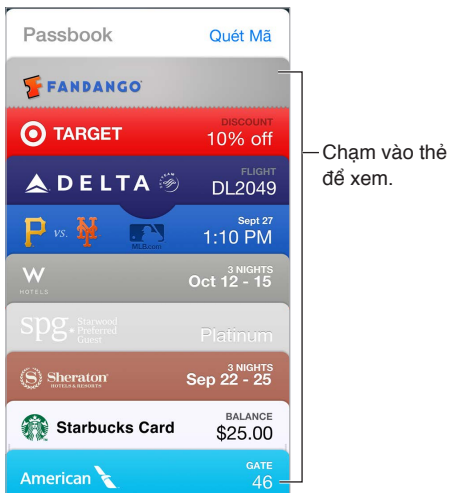 Passbook Quét Mã
FANDANGO
DISCOUNT
TARGET 10% off
FLIGHT
DELTA DL2049
Sept 27
P vs. 1:10 PM
MLB.com
W 3 NIGHTS
HOTELS Oct 12 - 15
spg. Starwood
Preferred
Guest Platinum
3 NIGHTS
Sheraton Sep 22 - 25
HOTELS & RESORTS
BALANCE
Starbucks Card $25.00
GATE
American 46
Chạm vào thẻ
để xem.